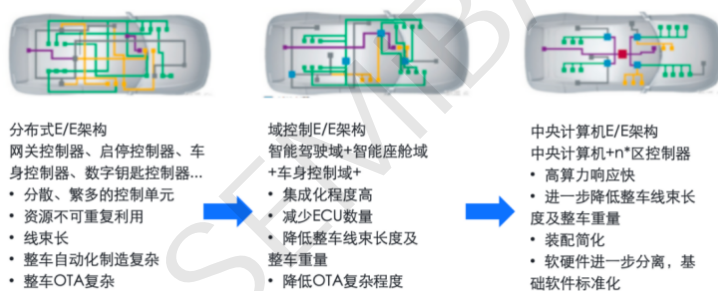 分布式E/E架构
网关控制器、启停控制器、车
身控制器、数字钥匙控制器...
• 分散、繁多的控制单元
• 资源不可重复利用
• 线束长
• 整车自动化制造复杂
• 整车OTA复杂
域控制E/E架构
智能驾驶域+智能座舱域
+车身控制域+
• 集成化程度高
• 减少ECU数量
• 降低整车线束长度及
整车重量
• 降低OTA复杂程度
中央计算机E/E架构
中央计算机+n*区控制器
• 高算力响应快
• 进一步降低整车线束长
度及整车重量
• 装配简化
• 软硬件进一步分离，基
础软件标准化